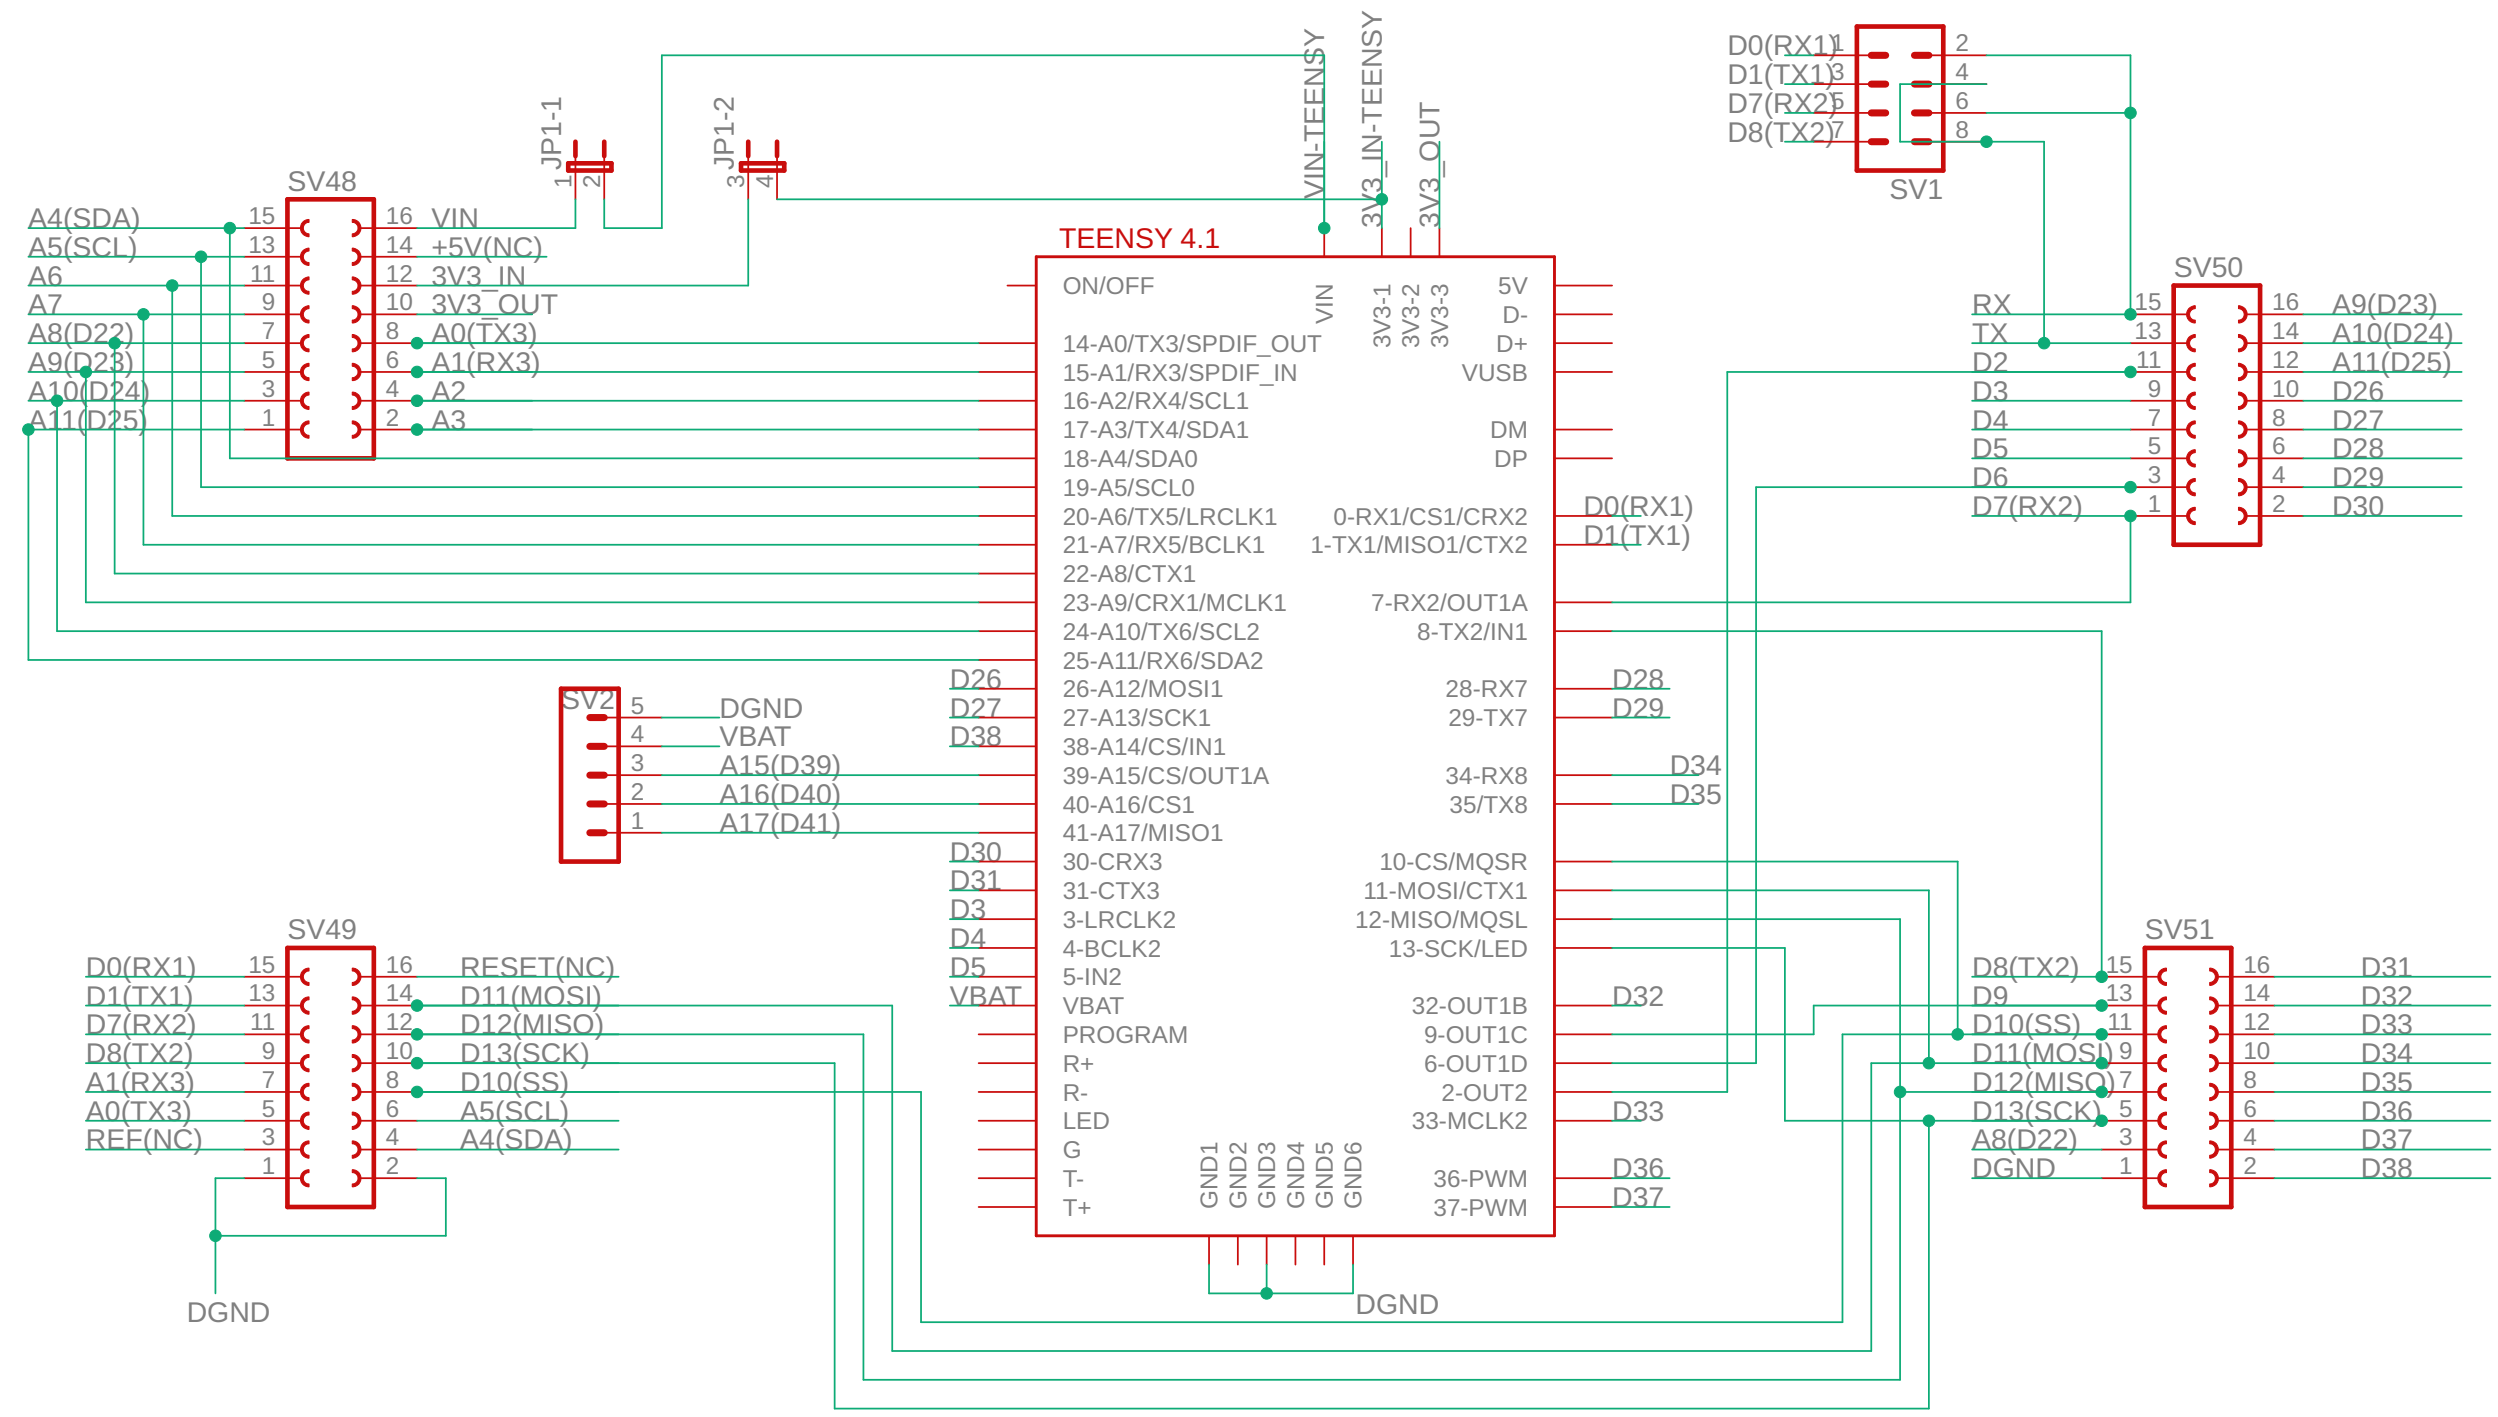 SV48
A4(SDA) 15 16 VIN
A5(SCL) 13 14 +5V(NC)
A6 11 12 3V3_IN
A7 9 10 3V3_OUT
A8(D22) 7 8 A0(TX3)
A9(D23) 5 6 A1(RX3)
A10(D24) 3 4 A2
A11(D25) 1 2 A3
JP1-1
1 2
JP1-2
3 4
VIN-TEENSY
3V3_IN-TEENSY
3V3_OUT
D0(RX1) 1 2
D1(TX1) 3 4
D7(RX2) 5 6
D8(TX2) 7 8
SV1
TEENSY 4.1
VIN
3V3-1
3V3-2
3V3-3
ON/OFF
14-A0/TX3/SPDIF_OUT
15-A1/RX3/SPDIF_IN
16-A2/RX4/SCL1
17-A3/TX4/SDA1
18-A4/SDA0
19-A5/SCL0
20-A6/TX5/LRCLK1
21-A7/RX5/BCLK1
22-A8/CTX1
23-A9/CRX1/MCLK1
24-A10/TX6/SCL2
25-A11/RX6/SDA2
D26 26-A12/MOSI1
D27 27-A13/SCK1
D38 38-A14/CS/IN1
39-A15/CS/OUT1A
40-A16/CS1
41-A17/MISO1
D30 30-CRX3
D31 31-CTX3
D3 3-LRCLK2
D4 4-BCLK2
D5 5-IN2
VBAT VBAT
PROGRAM
R+
R-
LED
G
T-
T+
5V
D-
D+
VUSB
DM
DP
0-RX1/CS1/CRX2 D0(RX1)
1-TX1/MISO1/CTX2 D1(TX1)
7-RX2/OUT1A
8-TX2/IN1
28-RX7 D28
29-TX7 D29
34-RX8 D34
35/TX8 D35
10-CS/MQSR
11-MOSI/CTX1
12-MISO/MQSL
13-SCK/LED
32-OUT1B D32
9-OUT1C
6-OUT1D
2-OUT2
33-MCLK2 D33
36-PWM D36
37-PWM D37
GND1
GND2
GND3
GND4
GND5
GND6
DGND
SV50
RX 15 16 A9(D23)
TX 13 14 A10(D24)
D2 11 12 A11(D25)
D3 9 10 D26
D4 7 8 D27
D5 5 6 D28
D6 3 4 D29
D7(RX2) 1 2 D30
SV2
5 DGND
4 VBAT
3 A15(D39)
2 A16(D40)
1 A17(D41)
SV49
D0(RX1) 15 16 RESET(NC)
D1(TX1) 13 14 D11(MOSI)
D7(RX2) 11 12 D12(MISO)
D8(TX2) 9 10 D13(SCK)
A1(RX3) 7 8 D10(SS)
A0(TX3) 5 6 A5(SCL)
REF(NC) 3 4 A4(SDA)
1 2
DGND
SV51
D8(TX2) 15 16 D31
D9 13 14 D32
D10(SS) 11 12 D33
D11(MOSI) 9 10 D34
D12(MISO) 7 8 D35
D13(SCK) 5 6 D36
A8(D22) 3 4 D37
DGND 1 2 D38